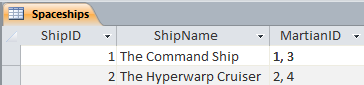 Spaceships
ShipID ShipName MartianID
1 The Command Ship 1, 3
2 The Hyperwarp Cruiser 2, 4